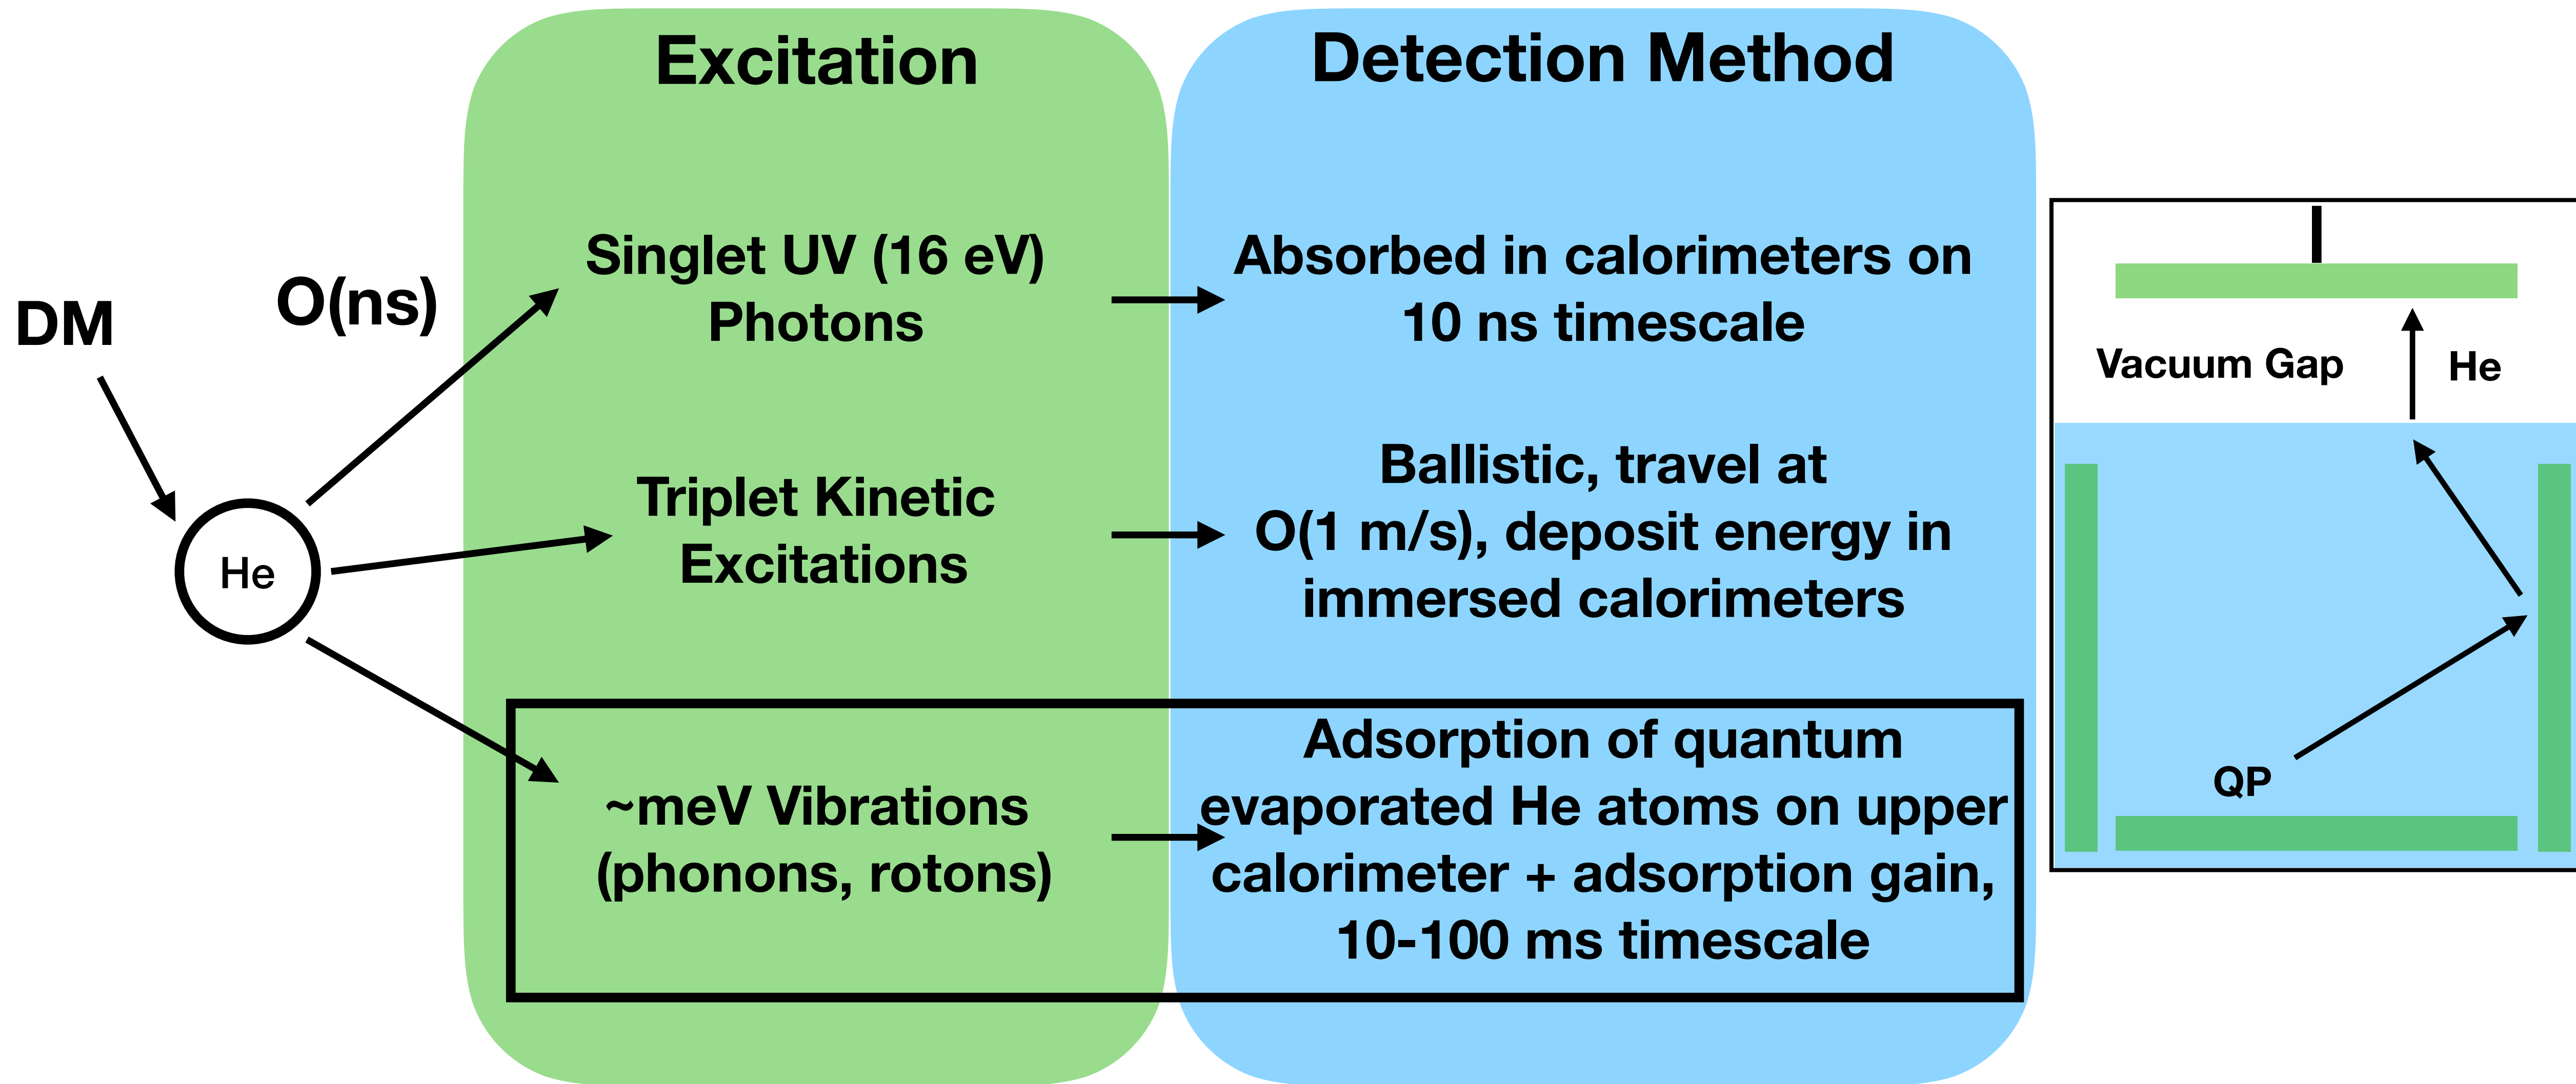 Excitation
Detection Method
DM
O(ns)
He
Singlet UV (16 eV)
Photons
Absorbed in calorimeters on
10 ns timescale
Triplet Kinetic
Excitations
Ballistic, travel at
O(1 m/s), deposit energy in
immersed calorimeters
~meV Vibrations
(phonons, rotons)
Adsorption of quantum
evaporated He atoms on upper
calorimeter + adsorption gain,
10-100 ms timescale
Vacuum Gap
He
QP